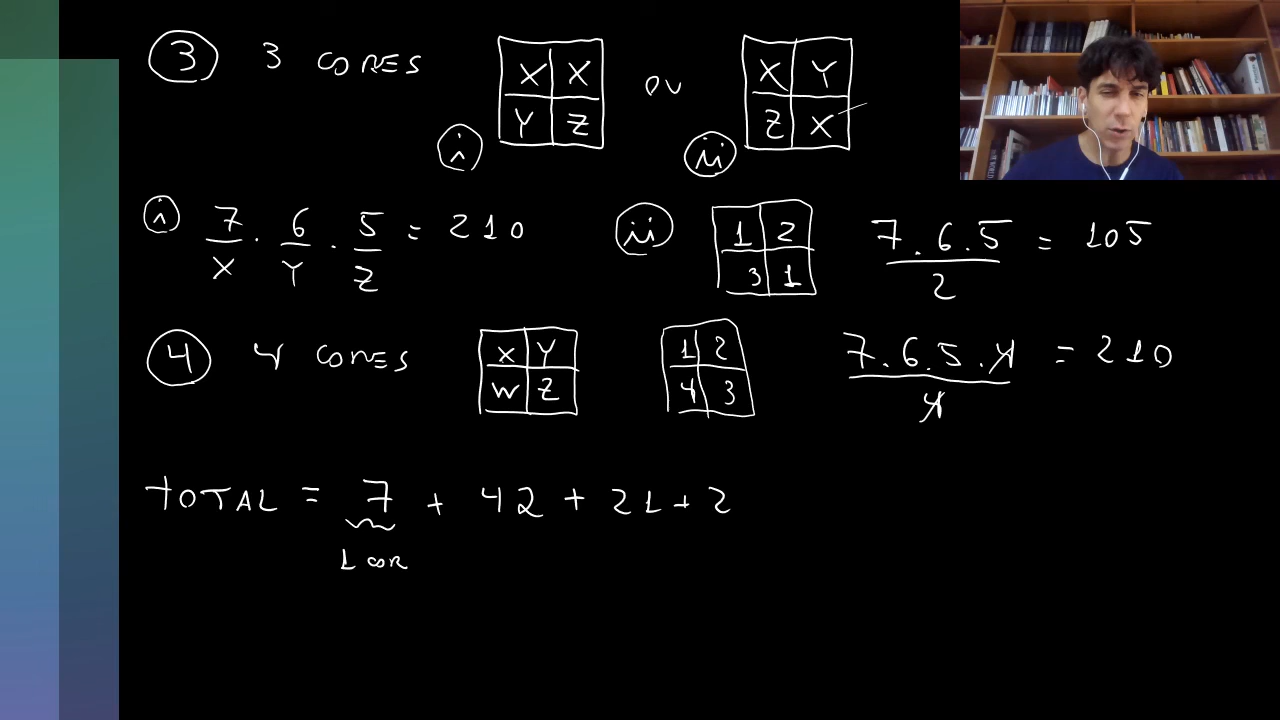 3 3 CORES X X Y Z OU X Y Z X
i ii
i 7/X . 6/Y . 5/Z = 210 ii 1 2 3 1 7.6.5/2 = 105
4 4 CORES X Y W Z 1 2 4 3 7.6.5.4/4 = 210
TOTAL = 7 + 42 + 21 + 2
1 COR